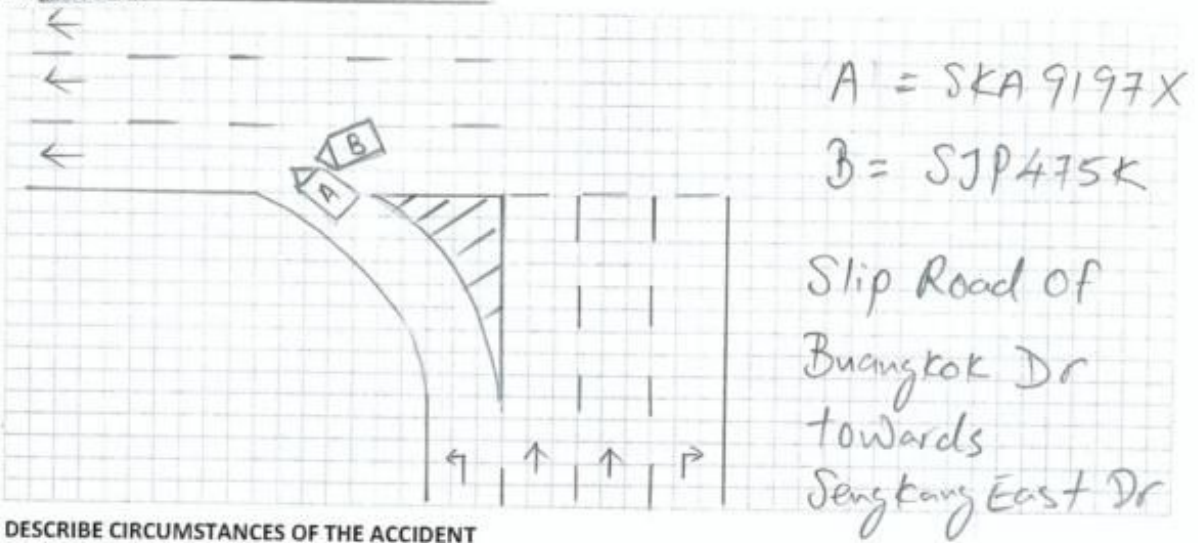 A = SKA 9197X
B = SJP475K
Slip Road of
Buangkok Dr
towards
Sengkang East Dr
B
A
DESCRIBE CIRCUMSTANCES OF THE ACCIDENT